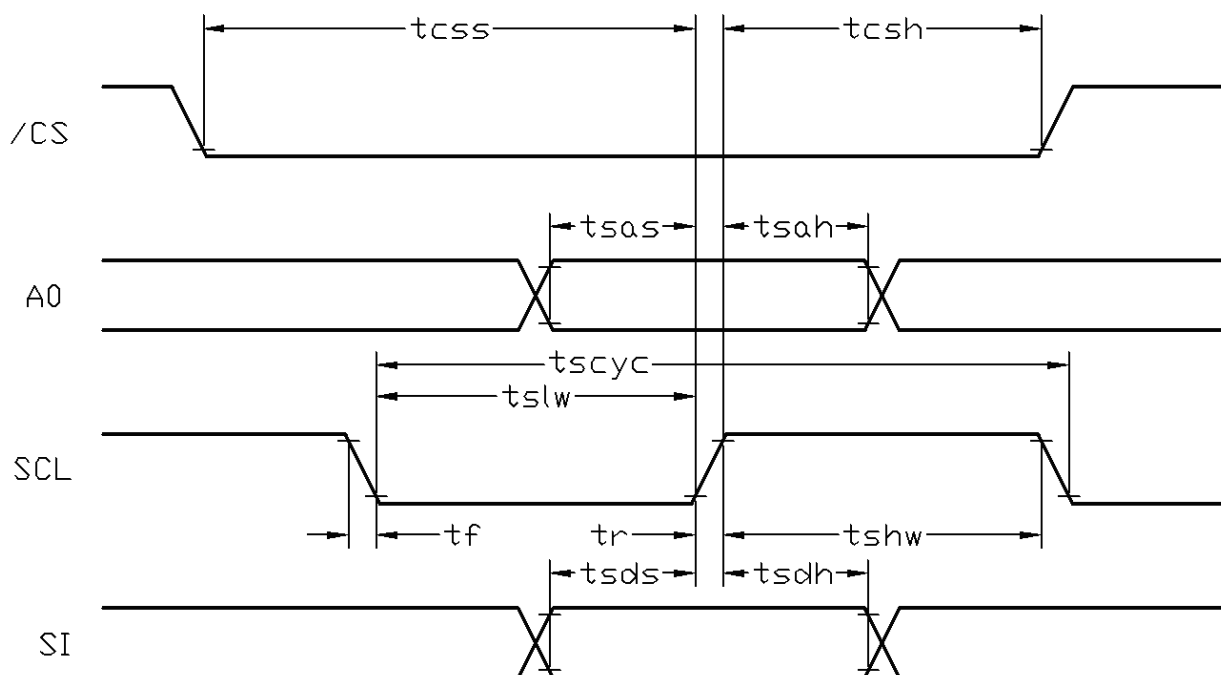 tcss tcsh
/CS
tsas tsah
A0
tscyc
tslw
SCL
tf tr tshw
tsds tsdh
SI